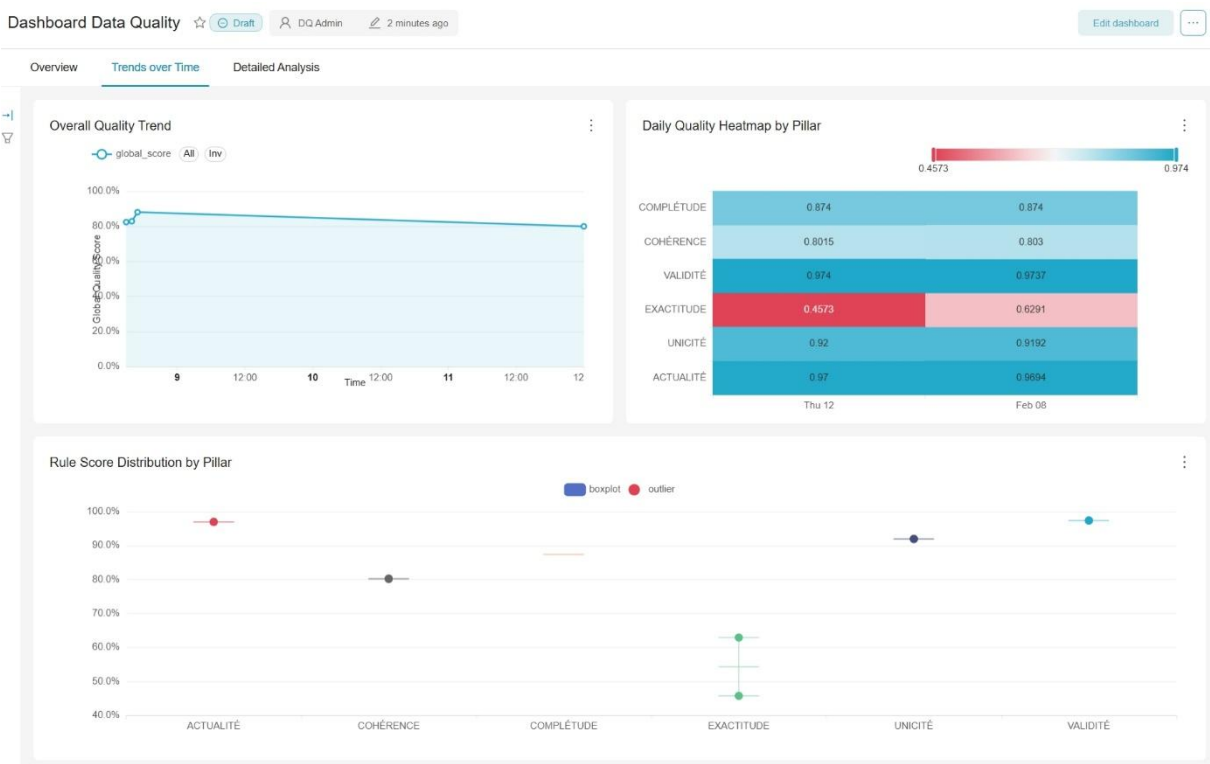 Dashboard Data Quality Draft DQ Admin 2 minutes ago Edit dashboard ...
Overview Trends over Time Detailed Analysis
Overall Quality Trend
global_score All Inv
100.0%
80.0%
60.0%
40.0%
20.0%
0.0%
Global Quality Score
9 12:00 10 12:00 11 12:00 12
Time
Daily Quality Heatmap by Pillar
0.4573 0.974
COMPLÉTUDE 0.874 0.874
COHÉRENCE 0.8015 0.803
VALIDITÉ 0.974 0.9737
EXACTITUDE 0.4573 0.6291
UNICITÉ 0.92 0.9192
ACTUALITÉ 0.97 0.9694
Thu 12 Feb 08
Rule Score Distribution by Pillar
boxplot outlier
100.0%
90.0%
80.0%
70.0%
60.0%
50.0%
40.0%
ACTUALITÉ COHÉRENCE COMPLÉTUDE EXACTITUDE UNICITÉ VALIDITÉ